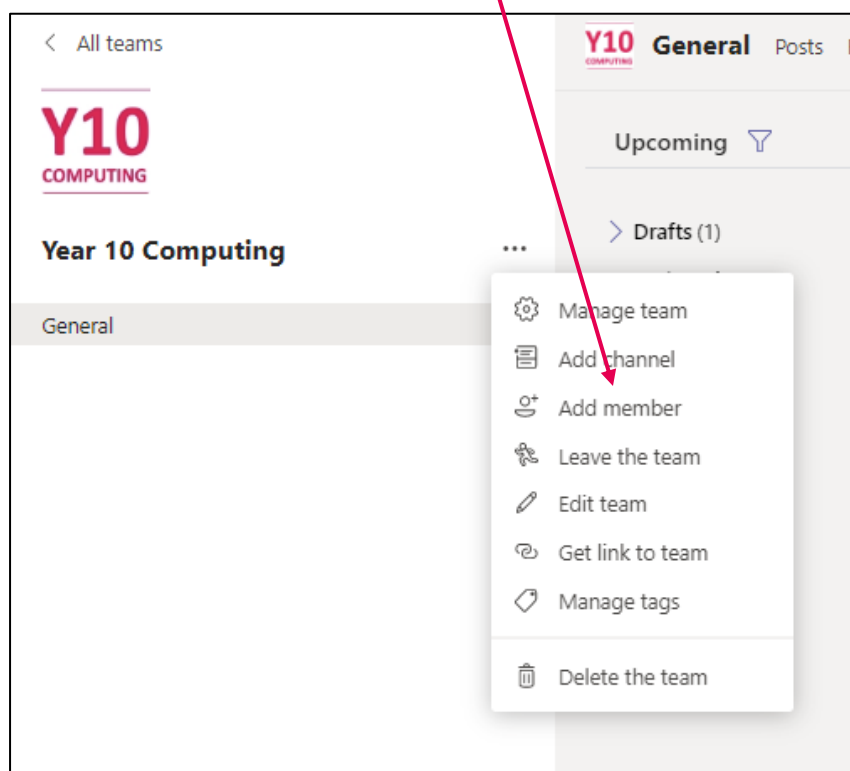 All teams
Y10
COMPUTING
Year 10 Computing
...
General
Y10
COMPUTING
General Posts
Upcoming
Drafts (1)
Manage team
Add channel
Add member
Leave the team
Edit team
Get link to team
Manage tags
Delete the team